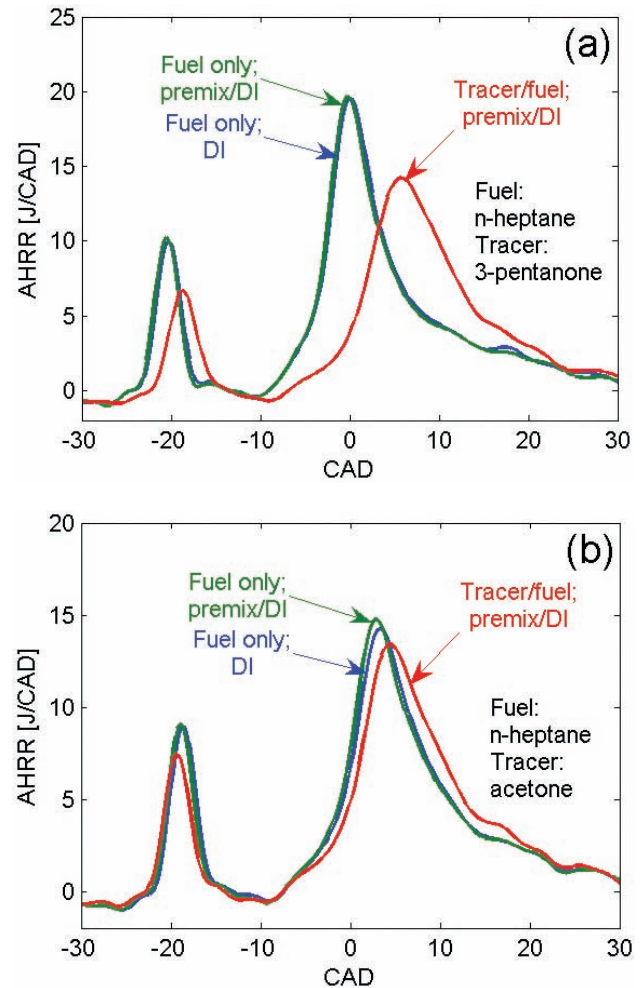 (a)
25
20
15
10
5
0
AHRR [J/CAD]
Fuel only;
premix/DI
Fuel only;
DI
Tracer/fuel;
premix/DI
Fuel:
n-heptane
Tracer:
3-pentanone
-30 -20 -10 0 10 20 30
CAD
(b)
20
15
10
5
0
AHRR [J/CAD]
Fuel only;
premix/DI
Fuel only;
DI
Tracer/fuel;
premix/DI
Fuel:
n-heptane
Tracer:
acetone
-30 -20 -10 0 10 20 30
CAD